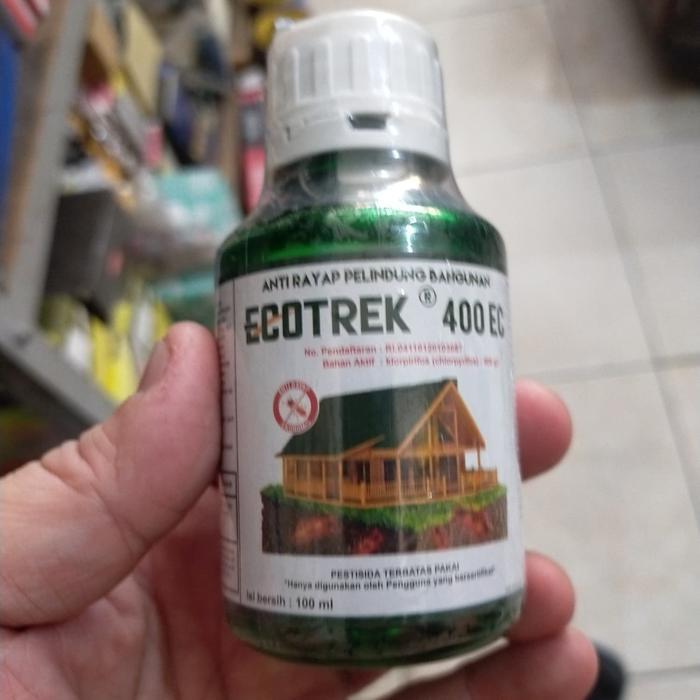 ANTI RAYAP PELINDUNG BANGUNAN
ECOTREK ® 400 EC
No. Pendaftaran :
Bahan Aktif : klorpirifos (chlorpyrifos) :
PESTISIDA TERBATAS PAKAI
"Hanya digunakan oleh Pengguna yang bersertifikat"
Isi bersih : 100 ml